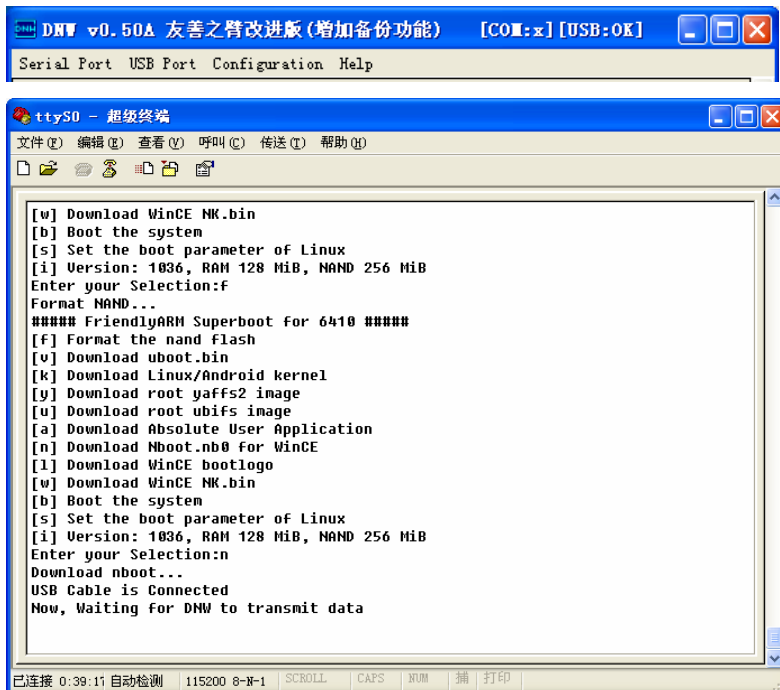 DNW v0.50A 友善之臂改进版(增加备份功能) [COM:x][USB:OK]
Serial Port USB Port Configuration Help
ttyS0 - 超级终端
文件(F) 编辑(E) 查看(V) 呼叫(C) 传送(T) 帮助(H)
[w] Download WinCE NK.bin
[b] Boot the system
[s] Set the boot parameter of Linux
[i] Version: 1036, RAM 128 MiB, NAND 256 MiB
Enter your Selection:f
Format NAND...
##### FriendlyARM Superboot for 6410 #####
[f] Format the nand flash
[v] Download uboot.bin
[k] Download Linux/Android kernel
[y] Download root yaffs2 image
[u] Download root ubifs image
[a] Download Absolute User Application
[n] Download Nboot.nb0 for WinCE
[l] Download WinCE bootlogo
[w] Download WinCE NK.bin
[b] Boot the system
[s] Set the boot parameter of Linux
[i] Version: 1036, RAM 128 MiB, NAND 256 MiB
Enter your Selection:n
Download nboot...
USB Cable is Connected
Now, Waiting for DNW to transmit data
已连接 0:39:17 自动检测 115200 8-N-1 SCROLL CAPS NUM 捕 打印